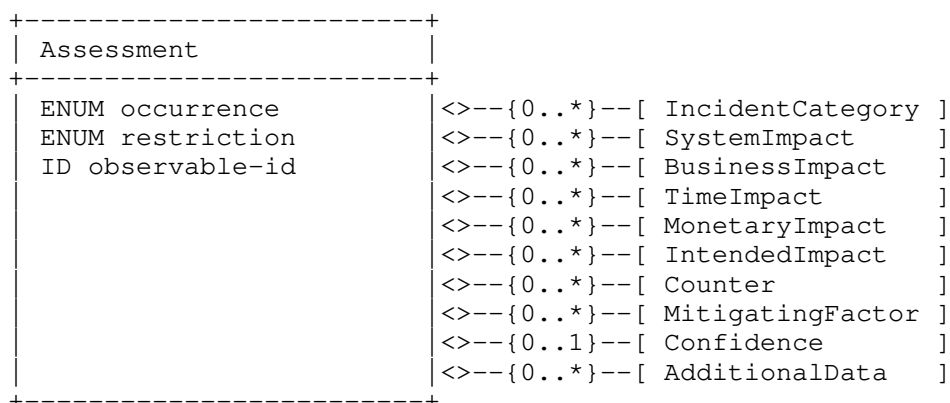 +-------------------------+
| Assessment              |
+-------------------------+
| ENUM occurrence         |<>--{0..*}--[ IncidentCategory ]
| ENUM restriction        |<>--{0..*}--[ SystemImpact     ]
| ID observable-id        |<>--{0..*}--[ BusinessImpact   ]
|                         |<>--{0..*}--[ TimeImpact       ]
|                         |<>--{0..*}--[ MonetaryImpact   ]
|                         |<>--{0..*}--[ IntendedImpact   ]
|                         |<>--{0..*}--[ Counter          ]
|                         |<>--{0..*}--[ MitigatingFactor ]
|                         |<>--{0..1}--[ Confidence       ]
|                         |<>--{0..*}--[ AdditionalData   ]
+-------------------------+